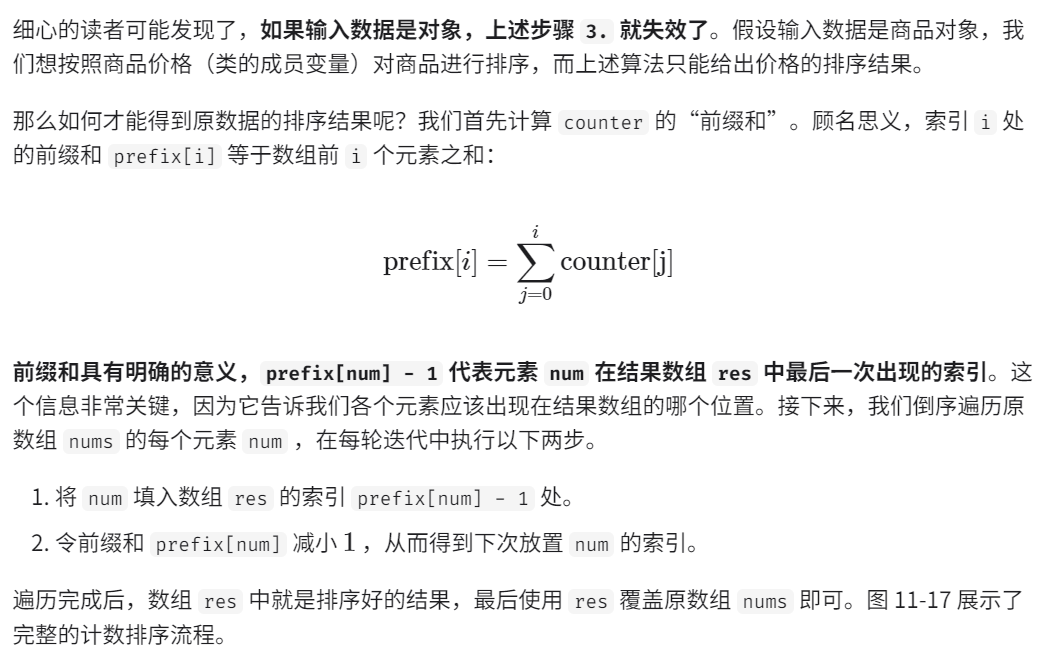 细心的读者可能发现了，如果输入数据是对象，上述步骤 3. 就失效了。假设输入数据是商品对象，我
们想按照商品价格（类的成员变量）对商品进行排序，而上述算法只能给出价格的排序结果。
那么如何才能得到原数据的排序结果呢？我们首先计算 counter 的“前缀和”。顾名思义，索引 i 处
的前缀和 prefix[i] 等于数组前 i 个元素之和：
prefix[i] = ∑_{j=0}^{i} counter[j]
前缀和具有明确的意义，prefix[num] - 1 代表元素 num 在结果数组 res 中最后一次出现的索引。这
个信息非常关键，因为它告诉我们各个元素应该出现在结果数组的哪个位置。接下来，我们倒序遍历原
数组 nums 的每个元素 num ，在每轮迭代中执行以下两步。
1. 将 num 填入数组 res 的索引 prefix[num] - 1 处。
2. 令前缀和 prefix[num] 减小 1 ，从而得到下次放置 num 的索引。
遍历完成后，数组 res 中就是排序好的结果，最后使用 res 覆盖原数组 nums 即可。图 11-17 展示了
完整的计数排序流程。